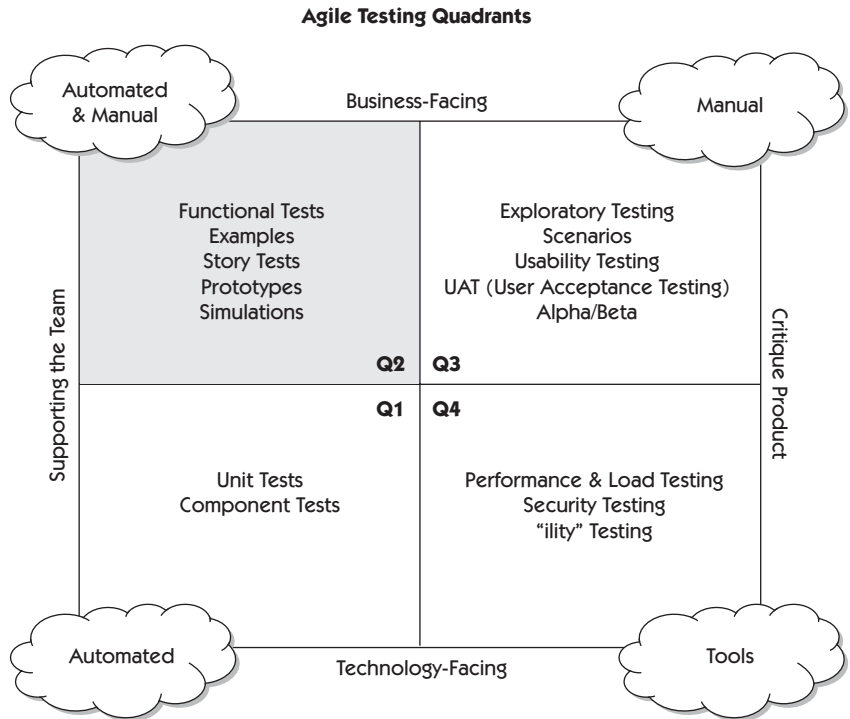 Agile Testing Quadrants
Automated
& Manual
Business-Facing
Manual
Functional Tests
Examples
Story Tests
Prototypes
Simulations
Exploratory Testing
Scenarios
Usability Testing
UAT (User Acceptance Testing)
Alpha/Beta
Supporting the Team
Critique Product
Q2
Q3
Q1
Q4
Unit Tests
Component Tests
Performance & Load Testing
Security Testing
“ility” Testing
Automated
Technology-Facing
Tools